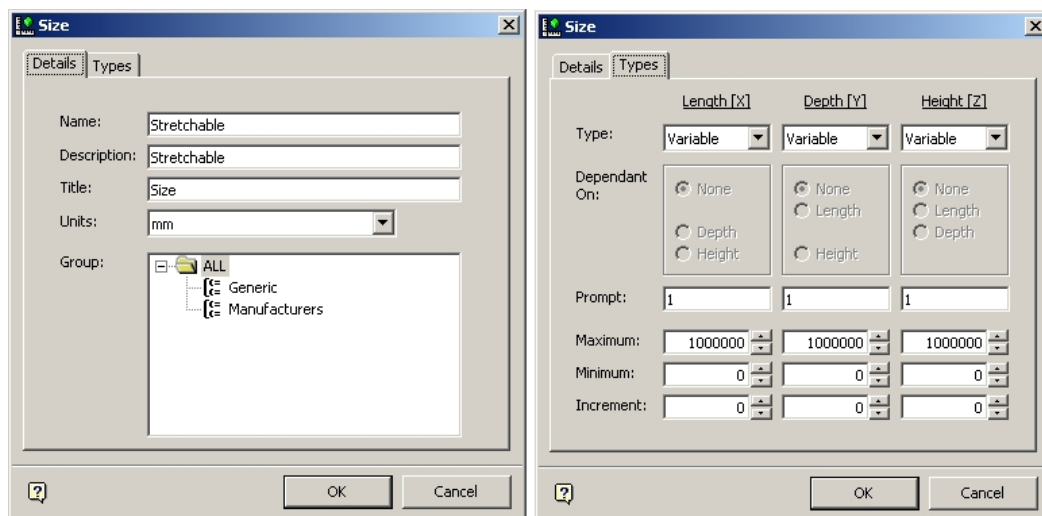 Size
Details Types
Name: Stretchable
Description: Stretchable
Title: Size
Units: mm
Group: ALL
Generic
Manufacturers
OK Cancel
Size
Details Types
Length [X] Depth [Y] Height [Z]
Type: Variable Variable Variable
Dependant On:
None None None
Length Length
Depth Depth
Height Height
Prompt: 1 1 1
Maximum: 1000000 1000000 1000000
Minimum: 0 0 0
Increment: 0 0 0
OK Cancel